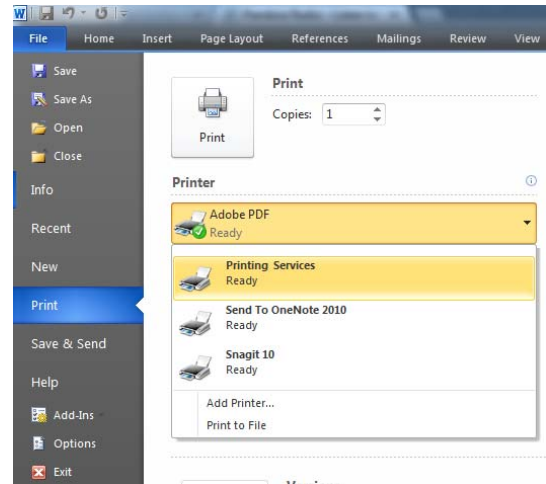 W
File Home Insert Page Layout References Mailings Review View
Save
Save As
Open
Close
Info
Recent
New
Print
Save & Send
Help
Add-Ins
Options
Exit
Print
Print
Copies: 1
Printer
Adobe PDF
Ready
Printing Services
Ready
Send To OneNote 2010
Ready
Snagit 10
Ready
Add Printer...
Print to File